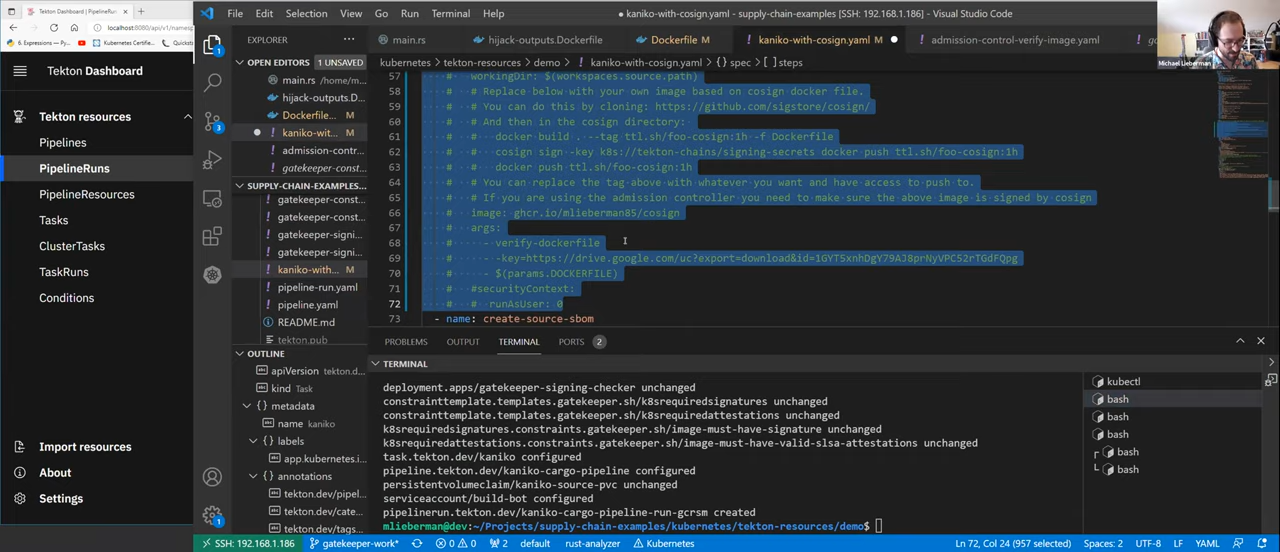 Tekton Dashboard | PipelineRuns
localhost:8080/api/v1/namesp
6. Expressions — Py...
Kubernetes Certific...
Quickstis
Tekton Dashboard
Tekton resources
Pipelines
PipelineRuns
PipelineResources
Tasks
ClusterTasks
TaskRuns
Conditions
Import resources
About
Settings
File Edit Selection View Go Run Terminal Help
● kaniko-with-cosign.yaml - supply-chain-examples [SSH: 192.168.1.186] - Visual Studio Code
Michael Lieberman
EXPLORER
OPEN EDITORS 1 UNSAVED
main.rs /home/m...
hijack-outputs.D...
Dockerfile... M
kaniko-wit... M
admission-contr...
gatekeeper-const...
SUPPLY-CHAIN-EXAMPLES...
gatekeeper-const...
gatekeeper-const...
gatekeeper-signi...
gatekeeper-signi...
kaniko-with... M
pipeline-run.yaml
pipeline.yaml
README.md
tekton.pub
OUTLINE
apiVersion tekton.d...
kind Task
metadata
name kaniko
labels
app.kubernetes.i...
annotations
tekton.dev/pipel...
tekton.dev/cate...
tekton.dev/tags...
main.rs
hijack-outputs.Dockerfile
Dockerfile M
kaniko-with-cosign.yaml M
admission-control-verify-image.yaml
kubernetes > tekton-resources > demo > kaniko-with-cosign.yaml > {} spec > [ ] steps
57 # workingDir: $(workspaces.source.path)
58 # # Replace below with your own image based on cosign docker file.
59 # # You can do this by cloning: https://github.com/sigstore/cosign/
60 # # And then in the cosign directory:
61 # # docker build . --tag ttl.sh/foo-cosign:1h -f Dockerfile
62 # # cosign sign -key k8s://tekton-chains/signing-secrets docker push ttl.sh/foo-cosign:1h
63 # # docker push ttl.sh/foo-cosign:1h
64 # # You can replace the tag above with whatever you want and have access to push to.
65 # # If you are using the admission controller you need to make sure the above image is signed by cosign
66 # image: ghcr.io/mlieberman85/cosign
67 # args:
68 # - verify-dockerfile
69 # - --key=https://drive.google.com/uc?export=download&id=1GYT5xnhDgY79AJ8prNyVPC52rTGdFQpg
70 # - $(params.DOCKERFILE)
71 # #securityContext:
72 # # runAsUser: 0
73 - name: create-source-sbom
PROBLEMS OUTPUT TERMINAL PORTS 2
TERMINAL
deployment.apps/gatekeeper-signing-checker unchanged
constrainttemplate.templates.gatekeeper.sh/k8srequiredsignatures unchanged
constrainttemplate.templates.gatekeeper.sh/k8srequiredattestations unchanged
k8srequiredsignatures.constraints.gatekeeper.sh/image-must-have-signature unchanged
k8srequiredattestations.constraints.gatekeeper.sh/image-must-have-valid-slsa-attestations unchanged
task.tekton.dev/kaniko configured
pipeline.tekton.dev/kaniko-cargo-pipeline configured
persistentvolumeclaim/kaniko-source-pvc unchanged
serviceaccount/build-bot configured
pipelinerun.tekton.dev/kaniko-cargo-pipeline-run-gcrsm created
mlieberman@dev:~/Projects/supply-chain-examples/kubernetes/tekton-resources/demo$
kubectl
bash
bash
bash
bash
bash
SSH: 192.168.1.186 gatekeeper-work* 0 0 2 default rust-analyzer Kubernetes Ln 72, Col 24 (957 selected) Spaces: 2 UTF-8 LF YAML